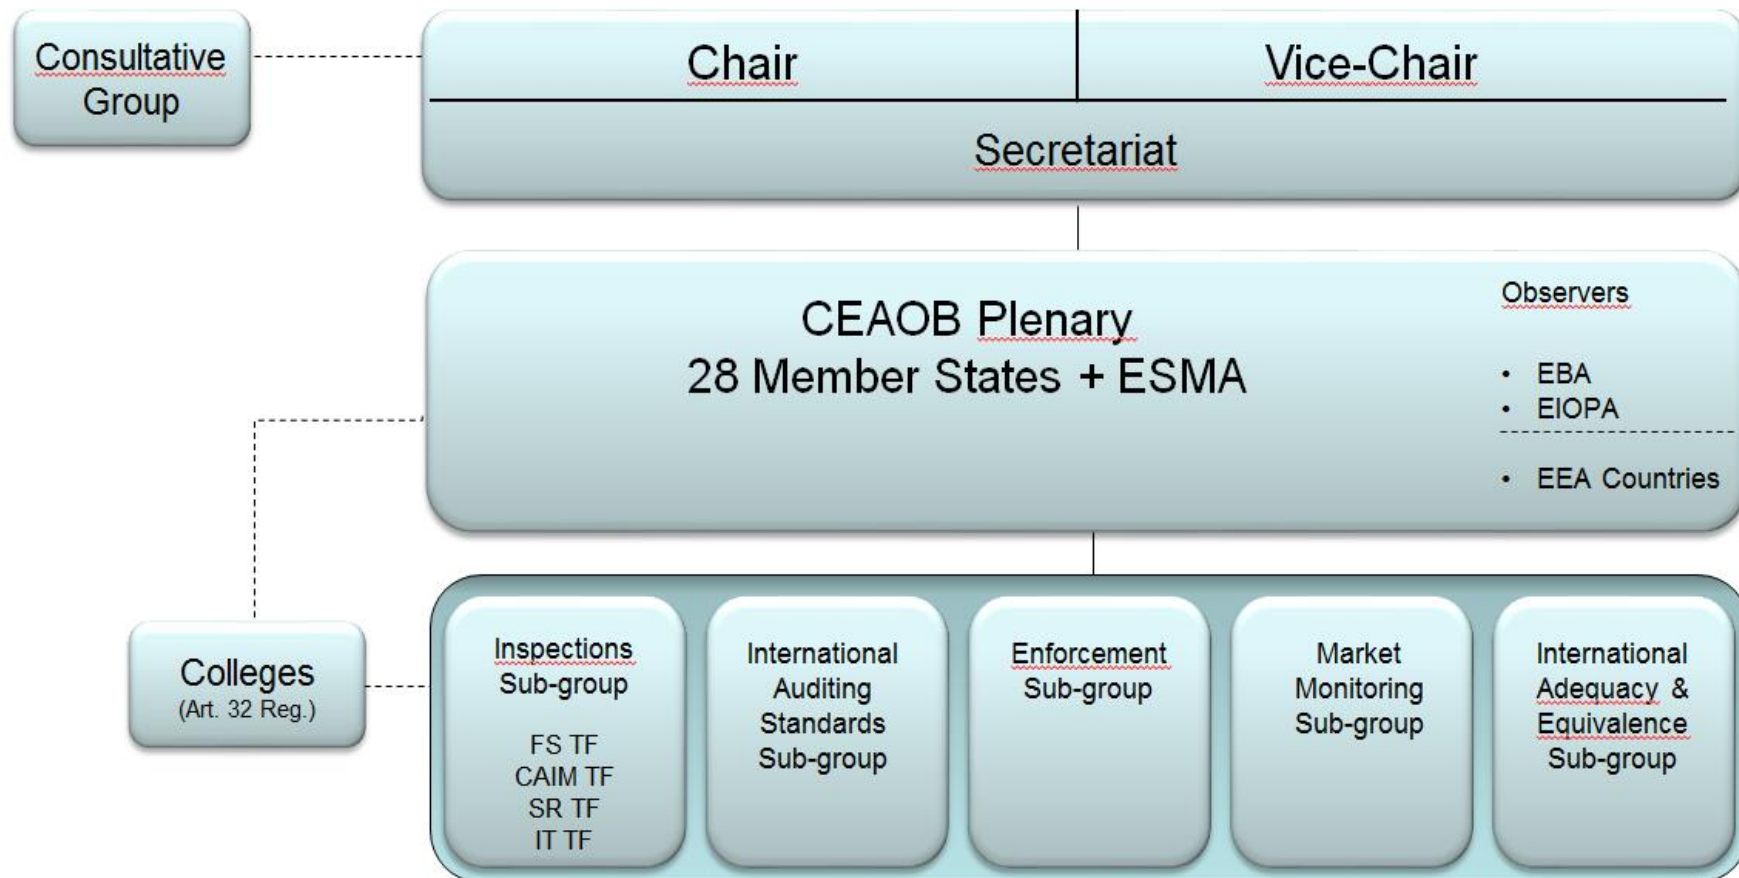 Consultative
Group
Chair
Vice-Chair
Secretariat
CEAOB Plenary
28 Member States + ESMA
Observers
• EBA
• EIOPA
• EEA Countries
Colleges
(Art. 32 Reg.)
Inspections
Sub-group
FS TF
CAIM TF
SR TF
IT TF
International
Auditing
Standards
Sub-group
Enforcement
Sub-group
Market
Monitoring
Sub-group
International
Adequacy &
Equivalence
Sub-group